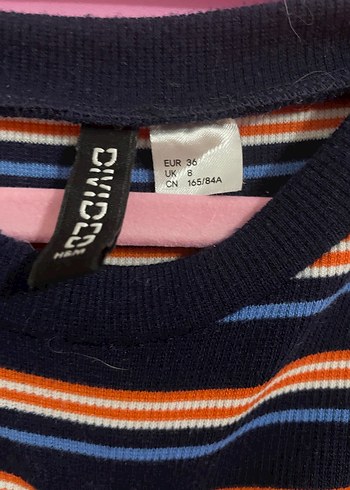 DIVIDED
H&M
EUR 36
UK 8
CN 165/84A